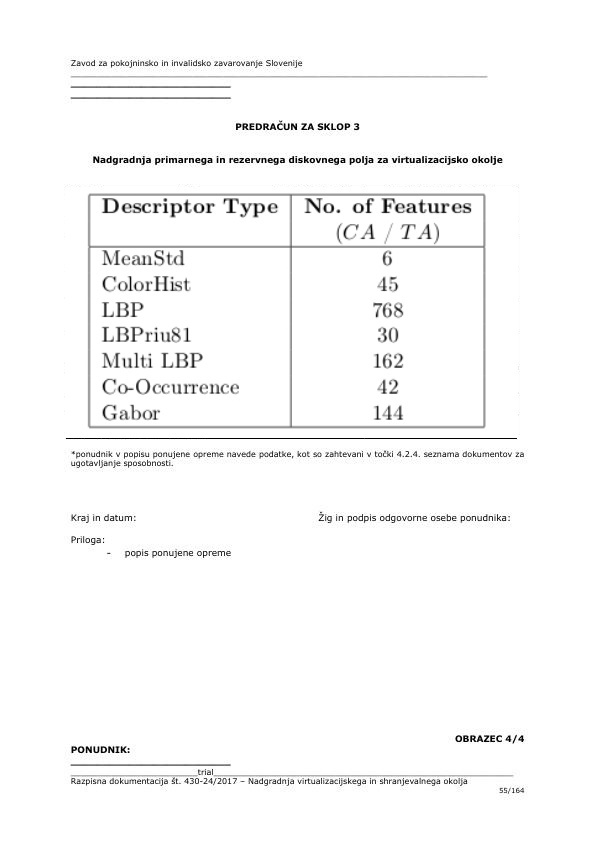 Zavod za pokojninsko in invalidsko zavarovanje Slovenije
PREDRAČUN ZA SKLOP 3
Nadgradnja primarnega in rezervnega diskovnega polja za virtualizacijsko okolje
Descriptor Type No. of Features
(CA / TA)
MeanStd 6
ColorHist 45
LBP 768
LBPriu81 30
Multi LBP 162
Co-Occurrence 42
Gabor 144
*ponudnik v popisu ponujene opreme navede podatke, kot so zahtevani v točki 4.2.4. seznama dokumentov za
ugotavljanje sposobnosti.
Kraj in datum: Žig in podpis odgovorne osebe ponudnika:
Priloga:
- popis ponujene opreme
OBRAZEC 4/4
PONUDNIK:
trial
Razpisna dokumentacija št. 430-24/2017 – Nadgradnja virtualizacijskega in shranjevalnega okolja
55/164